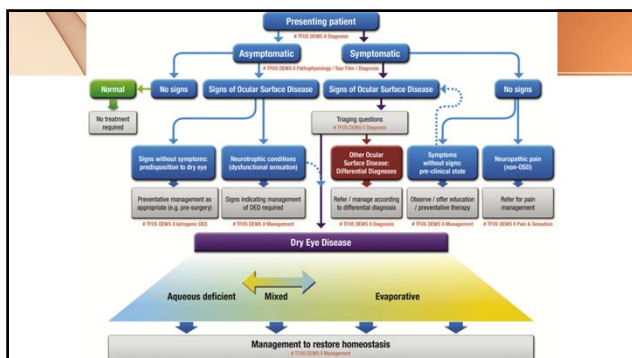 Presenting patient
# TFOS DEWS II Diagnosis
Asymptomatic
Symptomatic
# TFOS DEWS II Pathophysiology / Tear Film / Diagnosis
Normal
No signs
Signs of Ocular Surface Disease
Signs of Ocular Surface Disease
No signs
No treatment
required
Triaging questions
# TFOS DEWS II Diagnosis
Signs without symptoms:
predisposition to dry eye
Neurotrophic conditions
(dysfunctional sensation)
Other Ocular
Surface Disease:
Differential Diagnoses
Symptoms
without signs:
pre-clinical state
Neuropathic pain
(non-OSD)
Preventative management as
appropriate (e.g. pre-surgery)
Signs indicating management
of DED required
Refer / manage according
to differential diagnosis
Observe / offer education
/ preventative therapy
Refer for pain
management
# TFOS DEWS II Iatrogenic DED
# TFOS DEWS II Management
# TFOS DEWS II Diagnosis
# TFOS DEWS II Management
# TFOS DEWS II Pain & Sensation
Dry Eye Disease
Aqueous deficient
Mixed
Evaporative
Management to restore homeostasis
# TFOS DEWS II Management